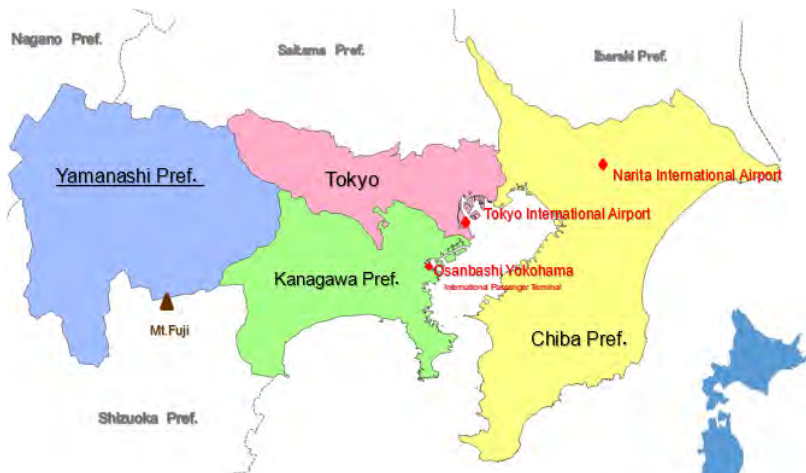 Nagano Pref.
Saitama Pref.
Ibaraki Pref.
Yamanashi Pref.
Tokyo
Narita International Airport
Tokyo International Airport
Kanagawa Pref.
Osanbashi Yokohama
International Passenger Terminal
Mt.Fuji
Chiba Pref.
Shizuoka Pref.